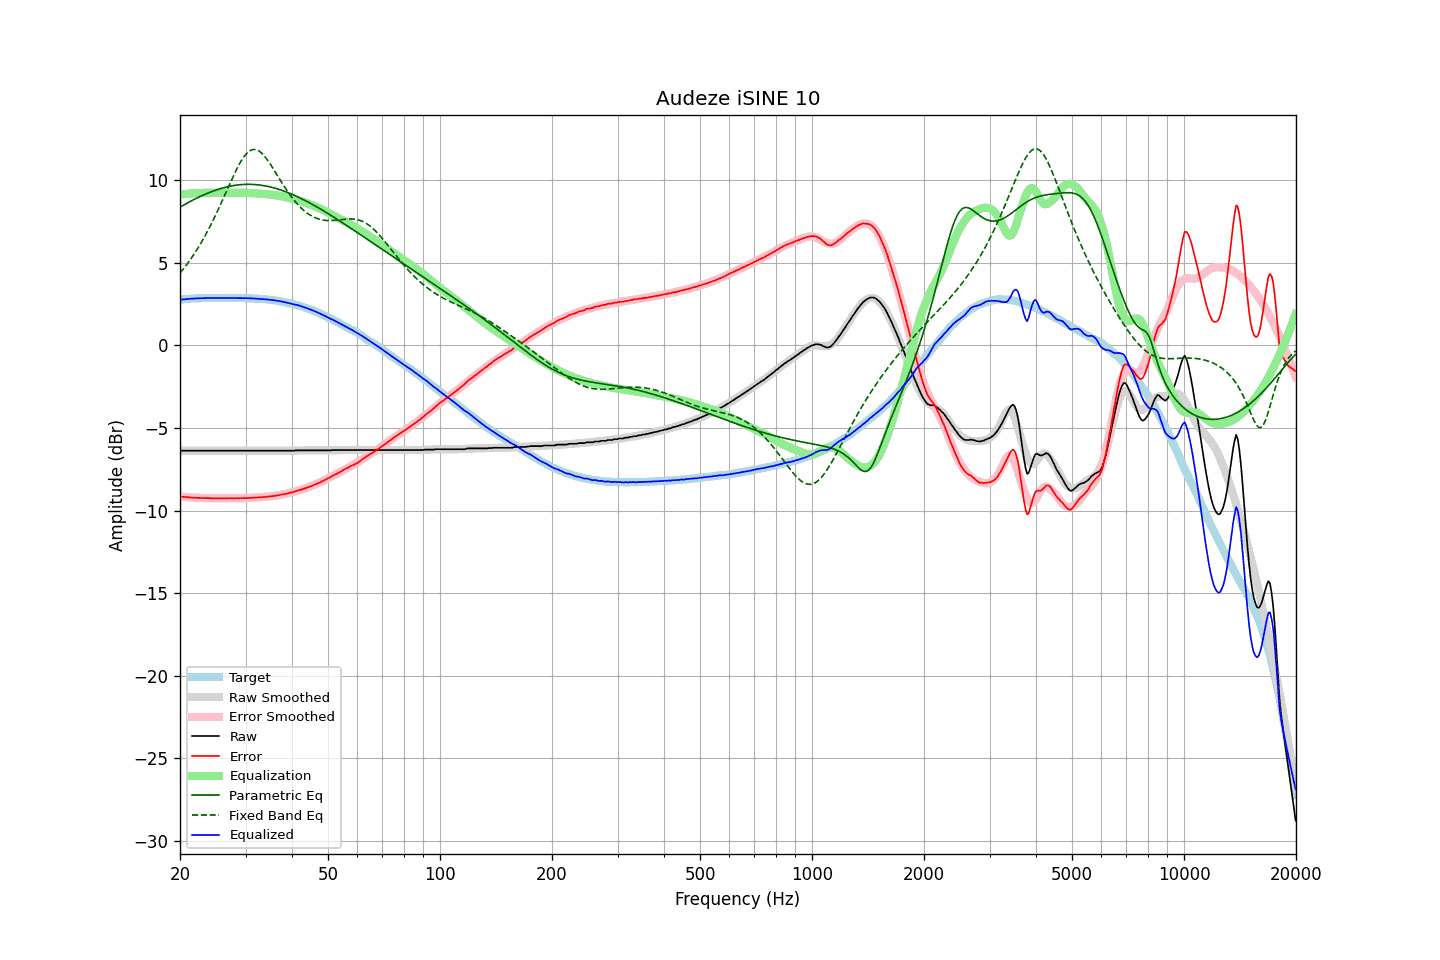 Audeze iSINE 10
Amplitude (dBr)
10
5
0
−5
−10
−15
−20
−25
−30
Target
Raw Smoothed
Error Smoothed
Raw
Error
Equalization
Parametric Eq
Fixed Band Eq
Equalized
20 50 100 200 500 1000 2000 5000 10000 20000
Frequency (Hz)